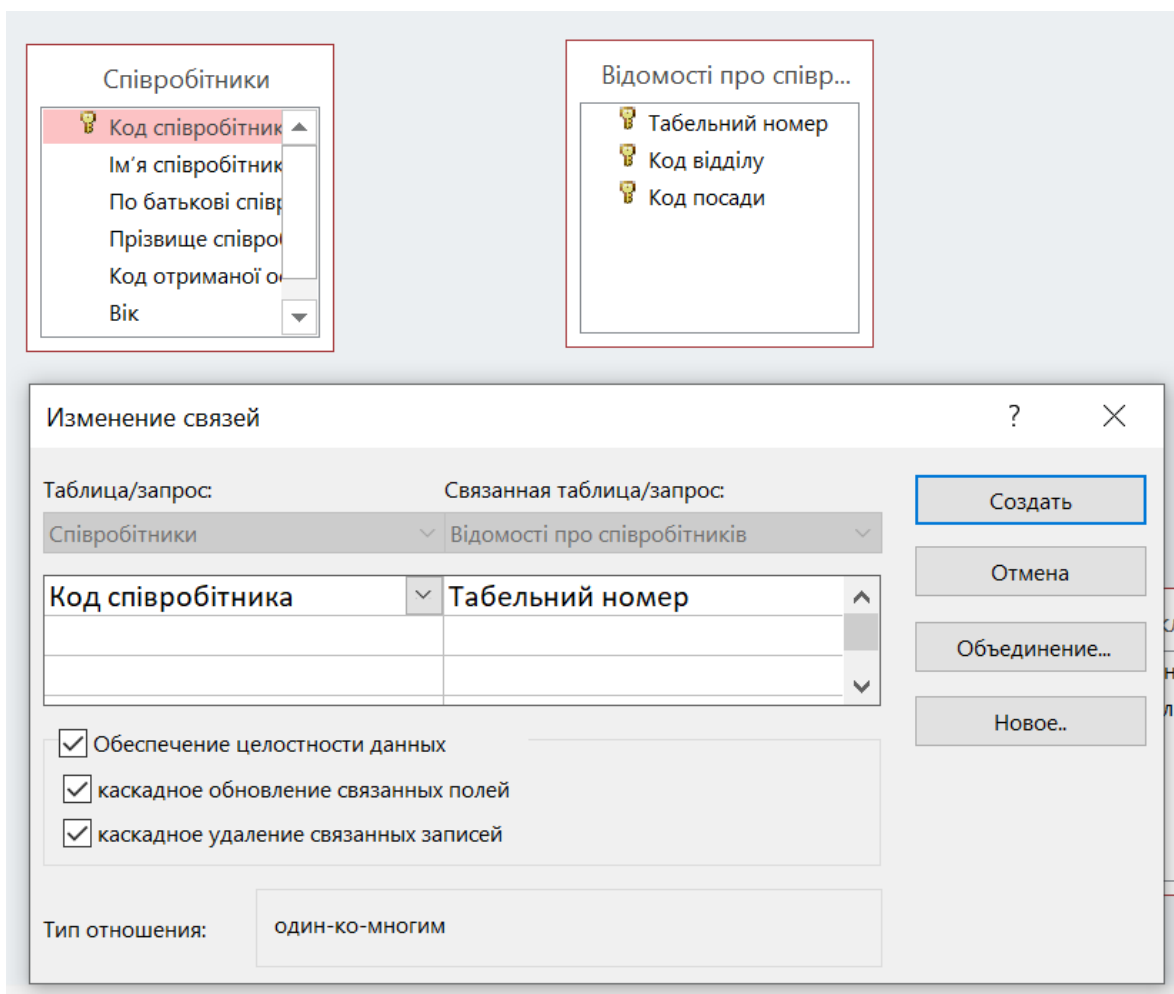 Співробітники
Код співробітник
Ім’я співробітник
По батькові співр
Прізвище співро
Код отриманої о
Вік
Відомості про співр...
Табельний номер
Код відділу
Код посади
Изменение связей
?
Таблица/запрос:
Связанная таблица/запрос:
Співробітники
Відомості про співробітників
Код співробітника
Табельний номер
Обеспечение целостности данных
каскадное обновление связанных полей
каскадное удаление связанных записей
Тип отношения:
один-ко-многим
Создать
Отмена
Объединение...
Новое..